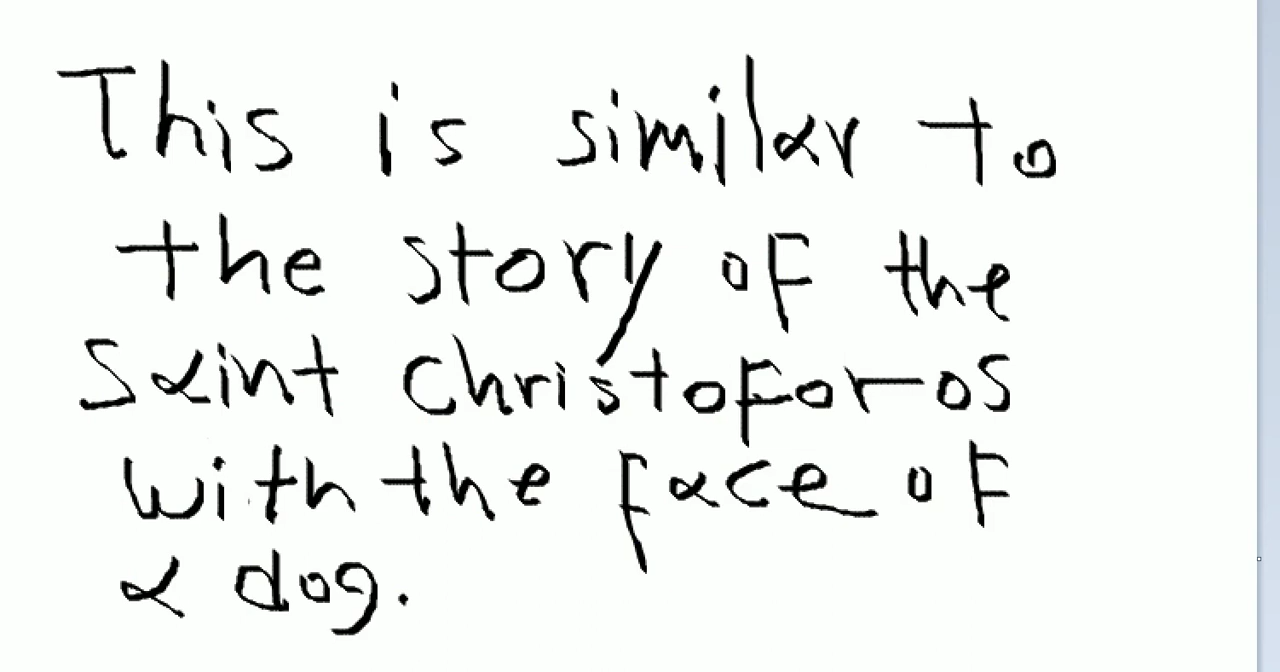 This is similar to
the story of the
Saint Christoforos
with the face of
a dog.